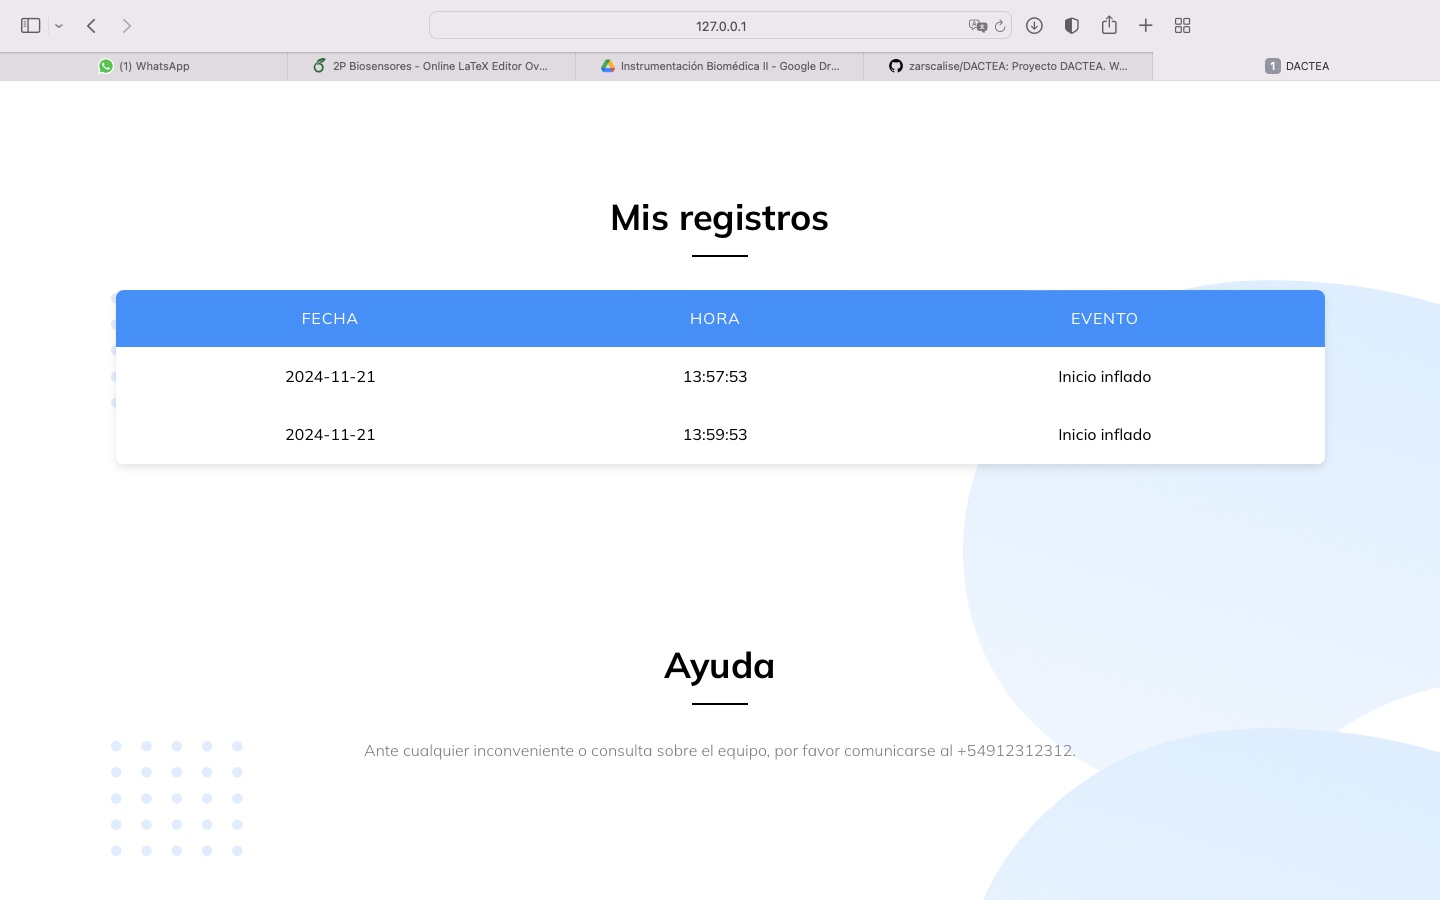 127.0.0.1
(1) WhatsApp
2P Biosensores - Online LaTeX Editor Ov...
Instrumentación Biomédica II - Google Dr...
zarscalise/DACTEA: Proyecto DACTEA. W...
1 DACTEA
Mis registros
FECHA HORA EVENTO
2024-11-21 13:57:53 Inicio inflado
2024-11-21 13:59:53 Inicio inflado
Ayuda
Ante cualquier inconveniente o consulta sobre el equipo, por favor comunicarse al +54912312312.